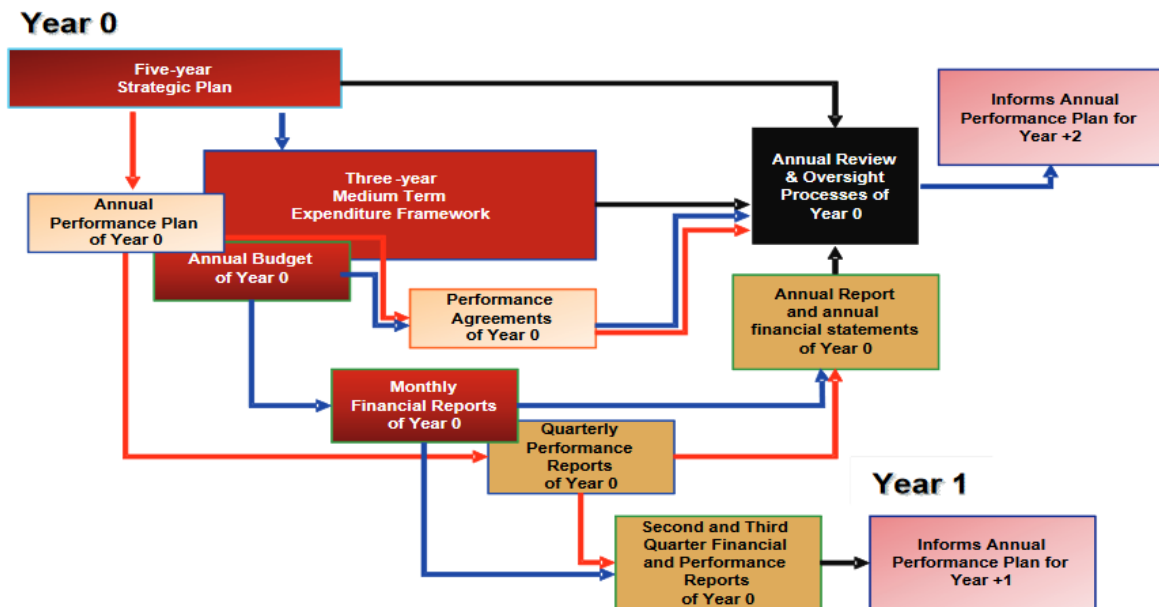 Year 0
Five-year
Strategic Plan
Informs Annual
Performance Plan for
Year +2
Annual Review
& Oversight
Processes of
Year 0
Three -year
Medium Term
Expenditure Framework
Annual
Performance Plan
of Year 0
Annual Budget
of Year 0
Performance
Agreements
of Year 0
Annual Report
and annual
financial statements
of Year 0
Monthly
Financial Reports
of Year 0
Quarterly
Performance
Reports
of Year 0
Year 1
Second and Third
Quarter Financial
and Performance
Reports
of Year 0
Informs Annual
Performance Plan for
Year +1